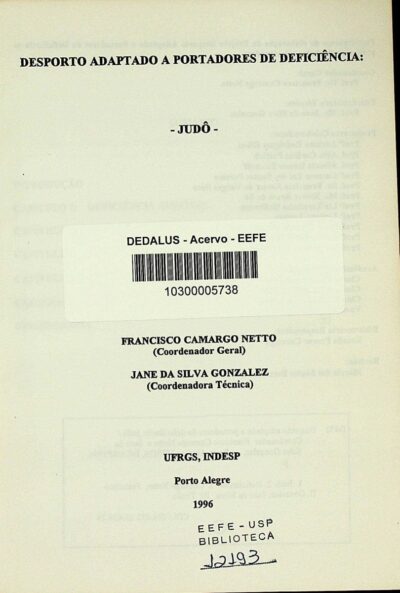 DESPORTO ADAPTADO A PORTADORES DE DEFICIÊNCIA:
- JUDÔ -
DEDALUS - Acervo - EEFE
10300005738
FRANCISCO CAMARGO NETTO
(Coordenador Geral)
JANE DA SILVA GONZALEZ
(Coordenadora Técnica)
UFRGS, INDESP
Porto Alegre
1996
EEFE - USP
BIBLIOTECA
12193